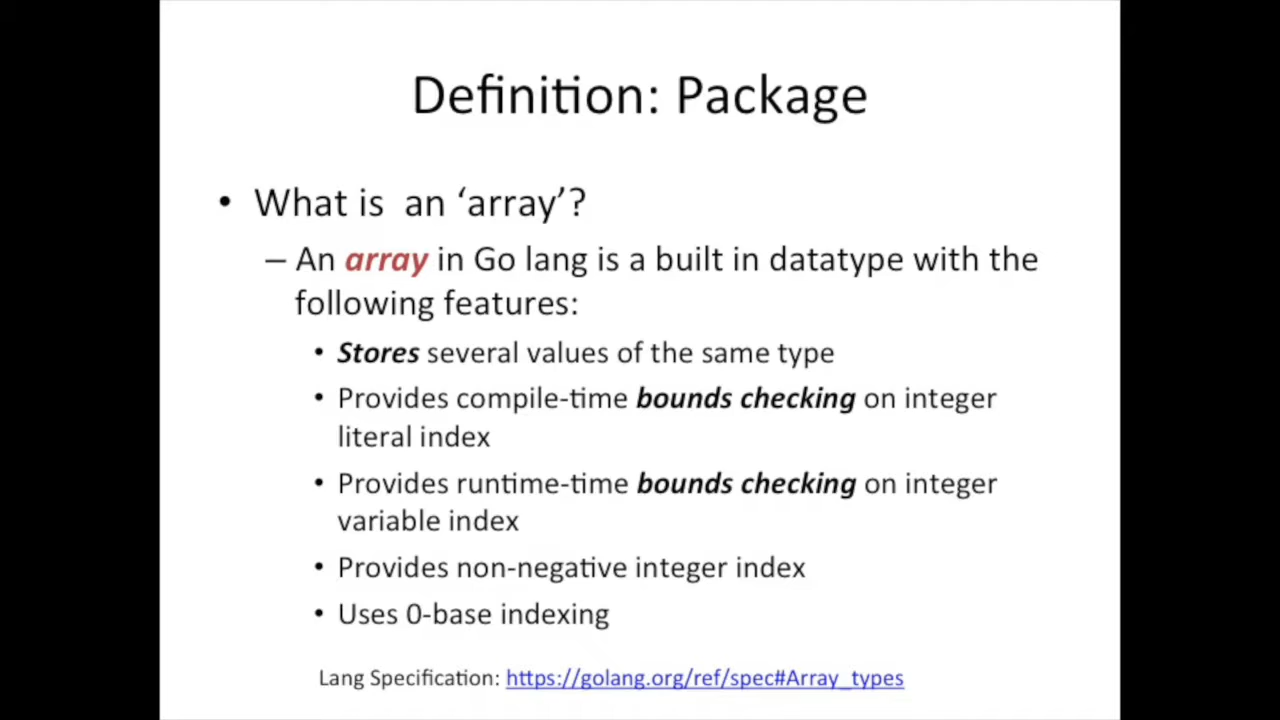 Definition: Package
• What is  an ‘array’?
– An array in Go lang is a built in datatype with the
following features:
• Stores several values of the same type
• Provides compile-time bounds checking on integer
literal index
• Provides runtime-time bounds checking on integer
variable index
• Provides non-negative integer index
• Uses 0-base indexing
Lang Specification: https://golang.org/ref/spec#Array_types